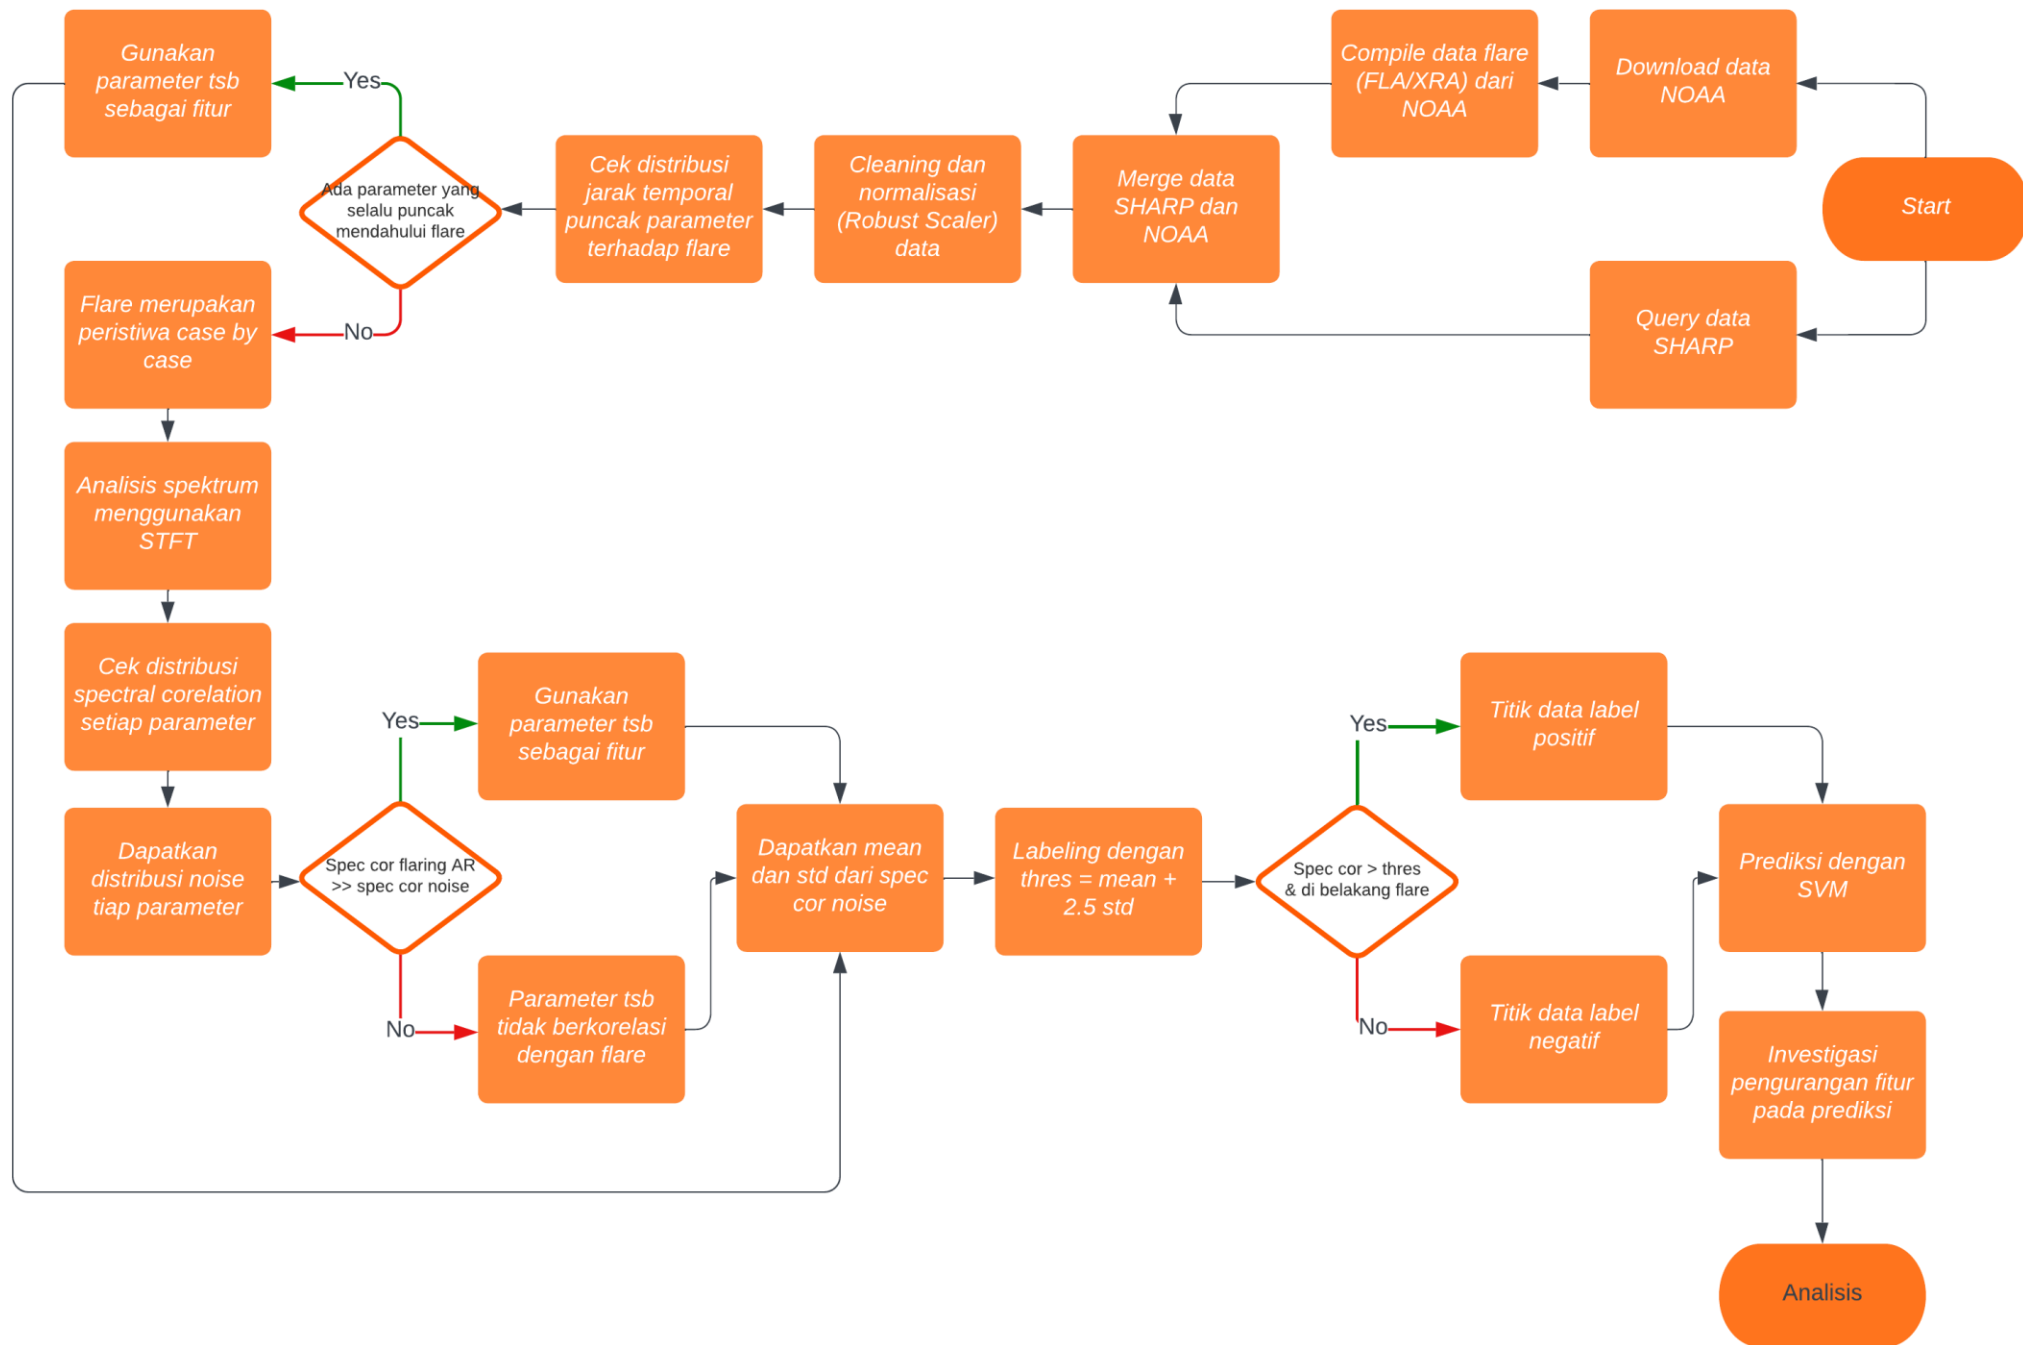 Start
Download data
NOAA
Compile data flare
(FLA/XRA) dari
NOAA
Query data
SHARP
Merge data
SHARP dan
NOAA
Cleaning dan
normalisasi
(Robust Scaler)
data
Cek distribusi
jarak temporal
puncak parameter
terhadap flare
Ada parameter yang
selalu puncak
mendahului flare
Yes
Gunakan
parameter tsb
sebagai fitur
No
Flare merupakan
peristiwa case by
case
Analisis spektrum
menggunakan
STFT
Cek distribusi
spectral corelation
setiap parameter
Dapatkan
distribusi noise
tiap parameter
Spec cor flaring AR
>> spec cor noise
Yes
Gunakan
parameter tsb
sebagai fitur
No
Parameter tsb
tidak berkorelasi
dengan flare
Dapatkan mean
dan std dari spec
cor noise
Labeling dengan
thres = mean +
2.5 std
Spec cor > thres
& di belakang flare
Yes
Titik data label
positif
No
Titik data label
negatif
Prediksi dengan
SVM
Investigasi
pengurangan fitur
pada prediksi
Analisis